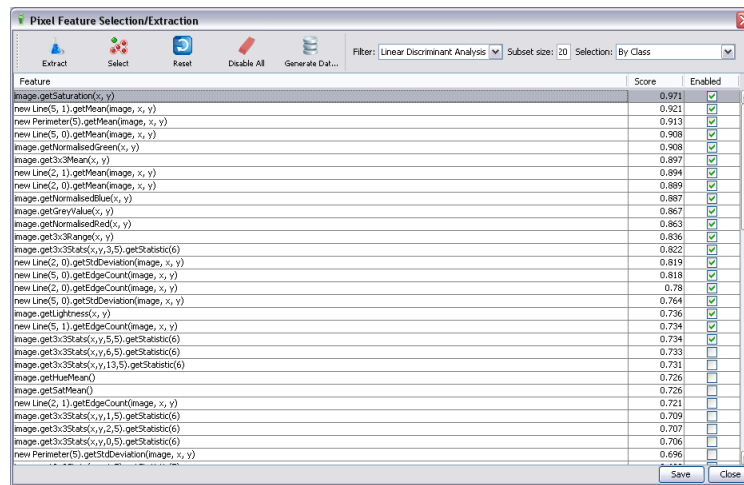 Pixel Feature Selection/Extraction
Extract Select Reset Disable All Generate Dat... Filter: Linear Discriminant Analysis Subset size: 20 Selection: By Class
Feature Score Enabled
image.getSaturation(x, y) 0.971
new Line(5, 1).getMean(image, x, y) 0.921
new Perimeter(5).getMean(image, x, y) 0.913
new Line(5, 0).getMean(image, x, y) 0.908
image.getNormalisedGreen(x, y) 0.908
image.get3x3Mean(x, y) 0.897
new Line(2, 1).getMean(image, x, y) 0.894
new Line(2, 0).getMean(image, x, y) 0.889
image.getNormalisedBlue(x, y) 0.887
image.getGreyValue(x, y) 0.867
image.getNormalisedRed(x, y) 0.863
image.get3x3Range(x, y) 0.836
image.get3x3Stats(x,y,3,5).getStatistic(6) 0.822
new Line(2, 0).getStdDeviation(image, x, y) 0.819
new Line(5, 0).getEdgeCount(image, x, y) 0.818
new Line(2, 0).getEdgeCount(image, x, y) 0.78
new Line(5, 0).getStdDeviation(image, x, y) 0.764
image.getLightness(x, y) 0.736
new Line(5, 1).getEdgeCount(image, x, y) 0.734
image.get3x3Stats(x,y,5,5).getStatistic(6) 0.734
image.get3x3Stats(x,y,6,5).getStatistic(6) 0.733
image.get3x3Stats(x,y,13,5).getStatistic(6) 0.731
image.getHueMean() 0.726
image.getSatMean() 0.726
new Line(2, 1).getEdgeCount(image, x, y) 0.721
image.get3x3Stats(x,y,1,5).getStatistic(6) 0.709
image.get3x3Stats(x,y,2,5).getStatistic(6) 0.707
image.get3x3Stats(x,y,0,5).getStatistic(6) 0.706
new Perimeter(5).getStdDeviation(image, x, y) 0.696
Save Close